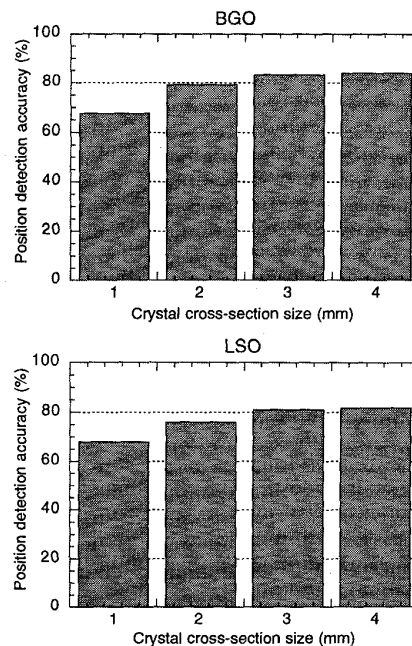 BGO
Position detection accuracy (%)
100
80
60
40
20
0
1 2 3 4
Crystal cross-section size (mm)
LSO
Position detection accuracy (%)
100
80
60
40
20
0
1 2 3 4
Crystal cross-section size (mm)